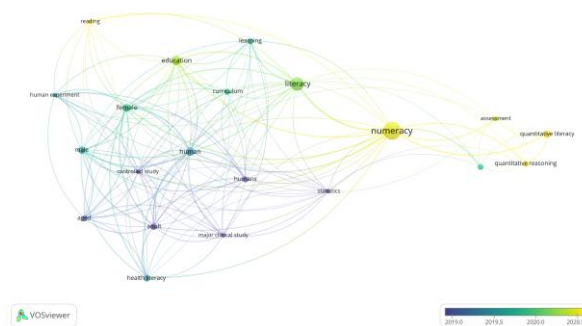 reading
learning
education
literacy
human experiment
curriculum
female
assessment
numeracy
quantitative literacy
male
human
quantitative reasoning
controlled study
humans
statistics
aged
adult
major clinical study
health literacy
VOSviewer
2019.0 2019.5 2020.0